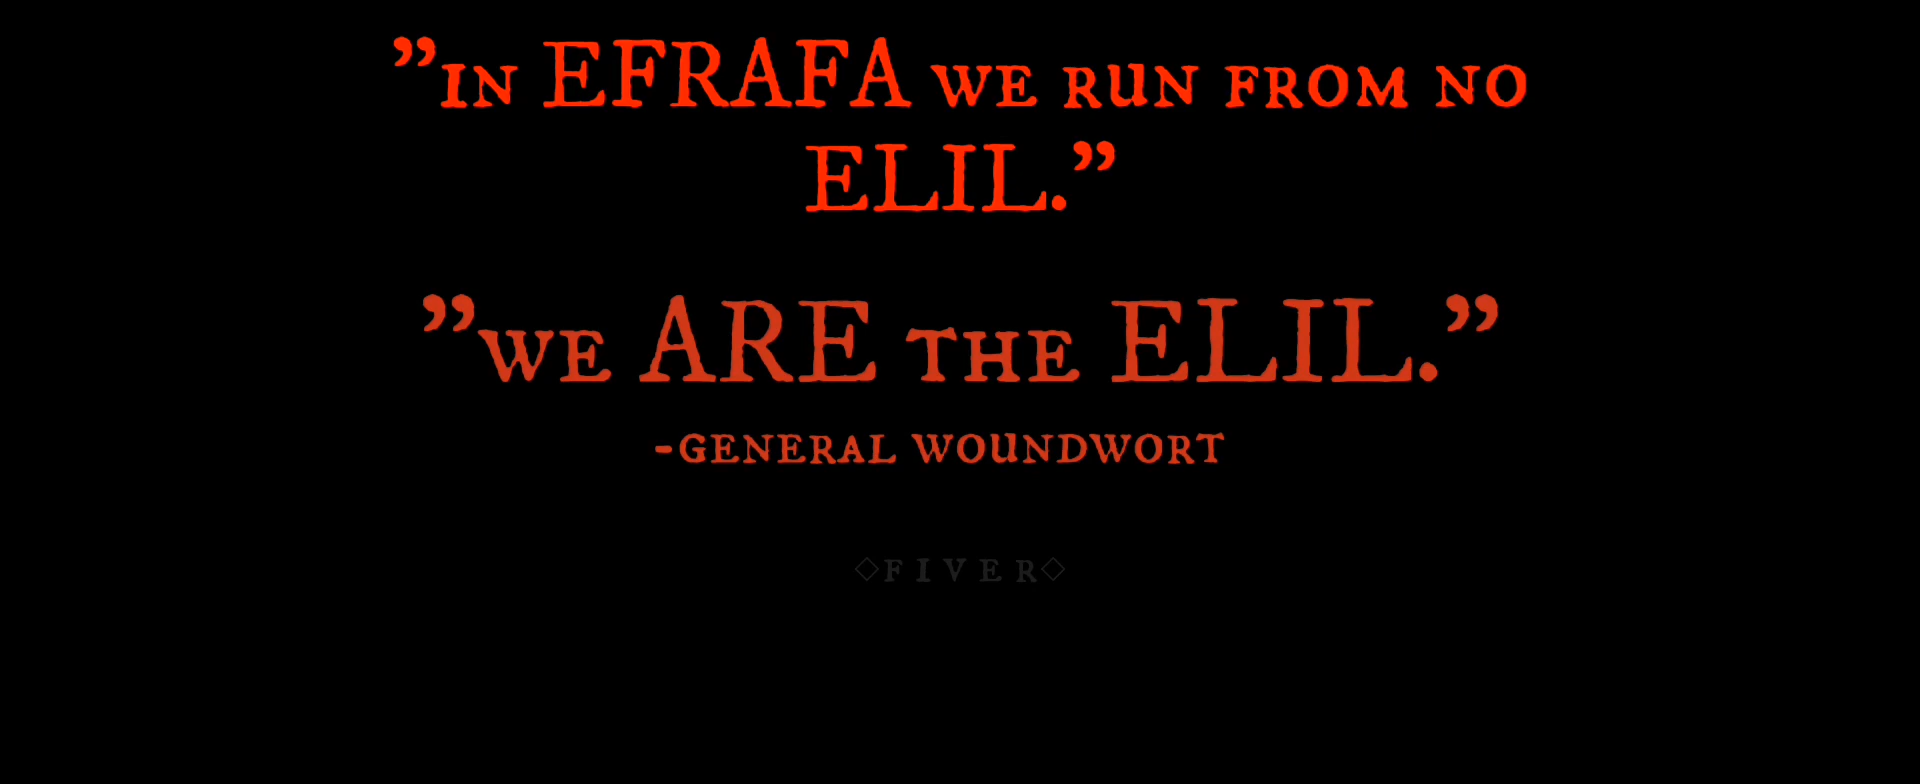 ”IN EFRAFA WE RUN FROM NO
ELIL.”
”WE ARE THE ELIL.”
-GENERAL WOUNDWORT
◇F I V E R◇